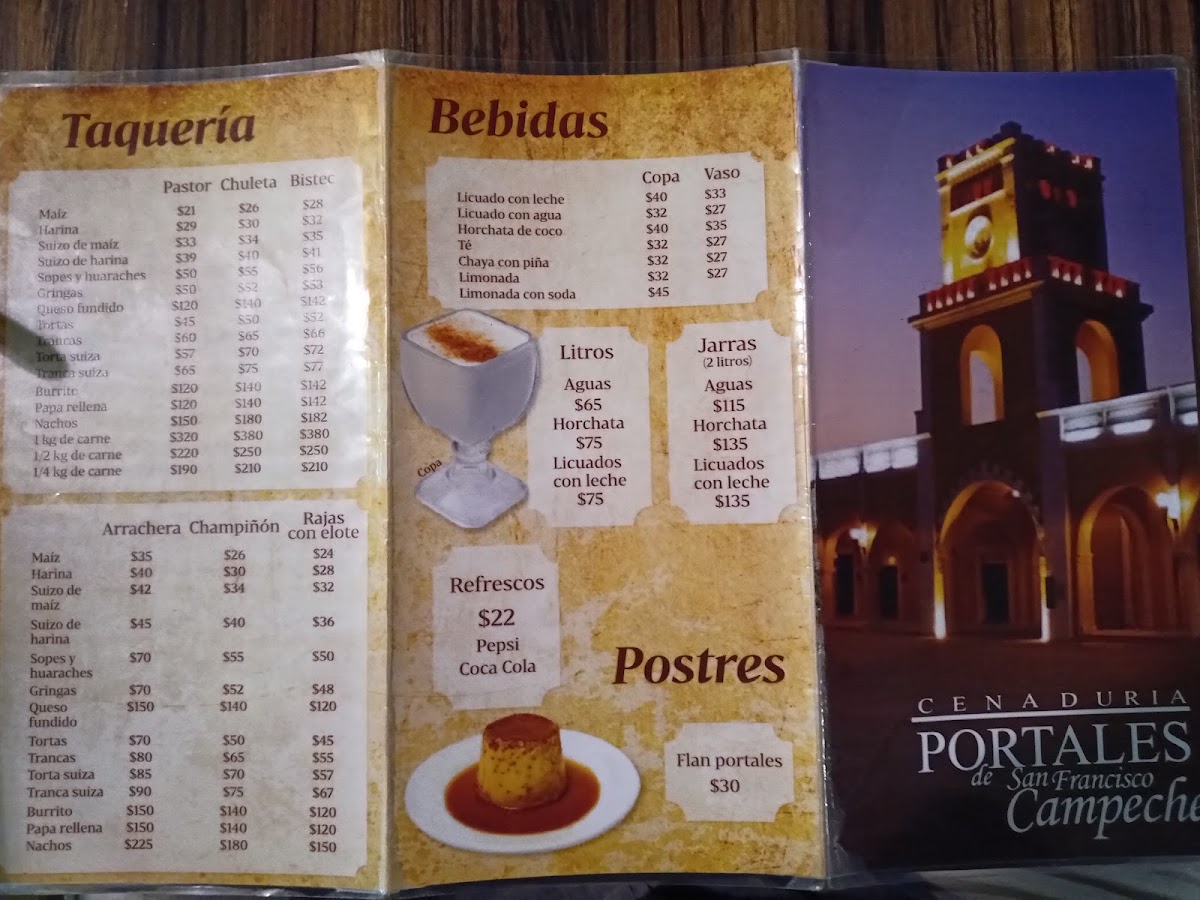 Taquería
Pastor Chuleta Bistec
Maíz $21 $26 $28
Harina $29 $30 $32
Suizo de maíz $33 $34 $35
Suizo de harina $39 $40 $41
Sopes y huaraches $50 $55 $56
Gringas $50 $52 $53
Queso fundido $120 $140 $142
Tortas $45 $50 $52
Trancas $60 $65 $66
Torta suiza $57 $70 $72
Tranca suiza $65 $75 $77
Burrito $120 $140 $142
Papa rellena $120 $140 $142
Nachos $150 $180 $182
1 kg de carne $320 $380 $380
1/2 kg de carne $220 $250 $250
1/4 kg de carne $190 $210 $210
Arrachera Champiñón Rajas
con elote
Maíz $35 $26 $24
Harina $40 $30 $28
Suizo de $42 $34 $32
maíz
Suizo de $45 $40 $36
harina
Sopes y $70 $55 $50
huaraches
Gringas $70 $52 $48
Queso $150 $140 $120
fundido
Tortas $70 $50 $45
Trancas $80 $65 $55
Torta suiza $85 $70 $57
Tranca suiza $90 $75 $67
Burrito $150 $140 $120
Papa rellena $150 $140 $120
Nachos $225 $180 $150
Bebidas
Copa Vaso
Licuado con leche $40 $33
Licuado con agua $32 $27
Horchata de coco $40 $35
Té $32 $27
Chaya con piña $32 $27
Limonada $32 $27
Limonada con soda $45
Copa
Litros
Aguas
$65
Horchata
$75
Licuados
con leche
$75
Jarras
(2 litros)
Aguas
$115
Horchata
$135
Licuados
con leche
$135
Refrescos
$22
Pepsi
Coca Cola
Postres
Flan portales
$30
CENADURIA
PORTALES
de San Francisco
Campeche